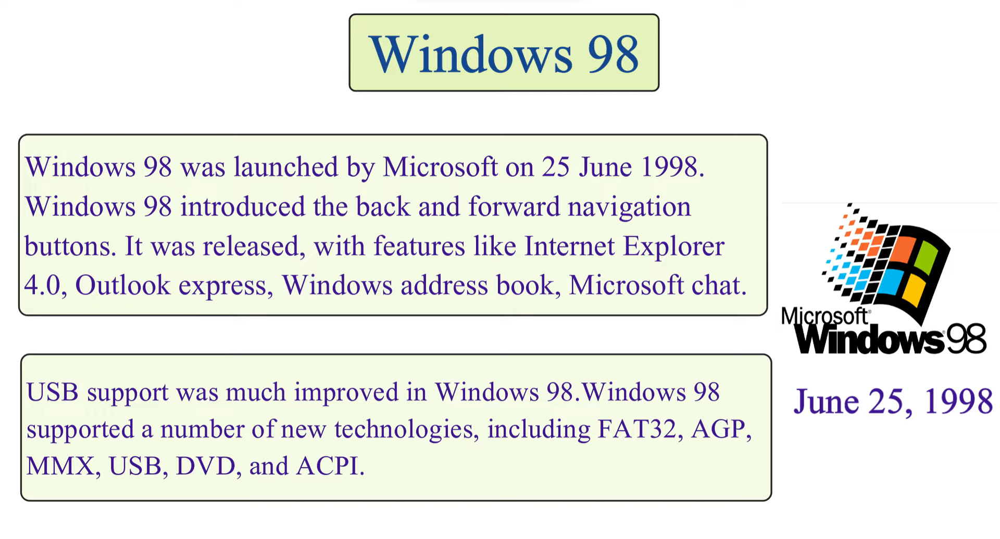 Windows 98
Windows 98 was launched by Microsoft on 25 June 1998.
Windows 98 introduced the back and forward navigation
buttons. It was released, with features like Internet Explorer
4.0, Outlook express, Windows address book, Microsoft chat.
Microsoft®
Windows®98
June 25, 1998
USB support was much improved in Windows 98.Windows 98
supported a number of new technologies, including FAT32, AGP,
MMX, USB, DVD, and ACPI.